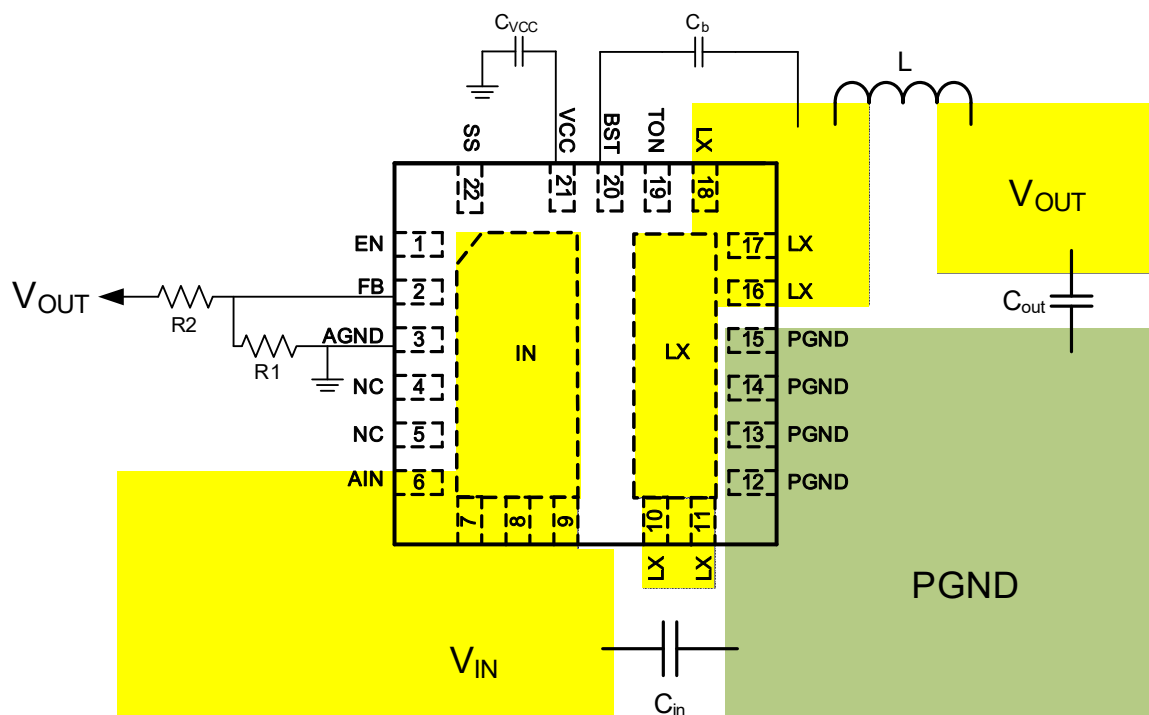 CVCC
Cb
L
SS
VCC
BST
TON
LX
22
21
20
19
18
VOUT
EN
1
17
LX
FB
2
16
LX
VOUT
R2
Cout
AGND
3
15
PGND
R1
IN
LX
NC
4
14
PGND
NC
5
13
PGND
AIN
6
12
PGND
7
8
9
10
11
LX
LX
PGND
VIN
Cin